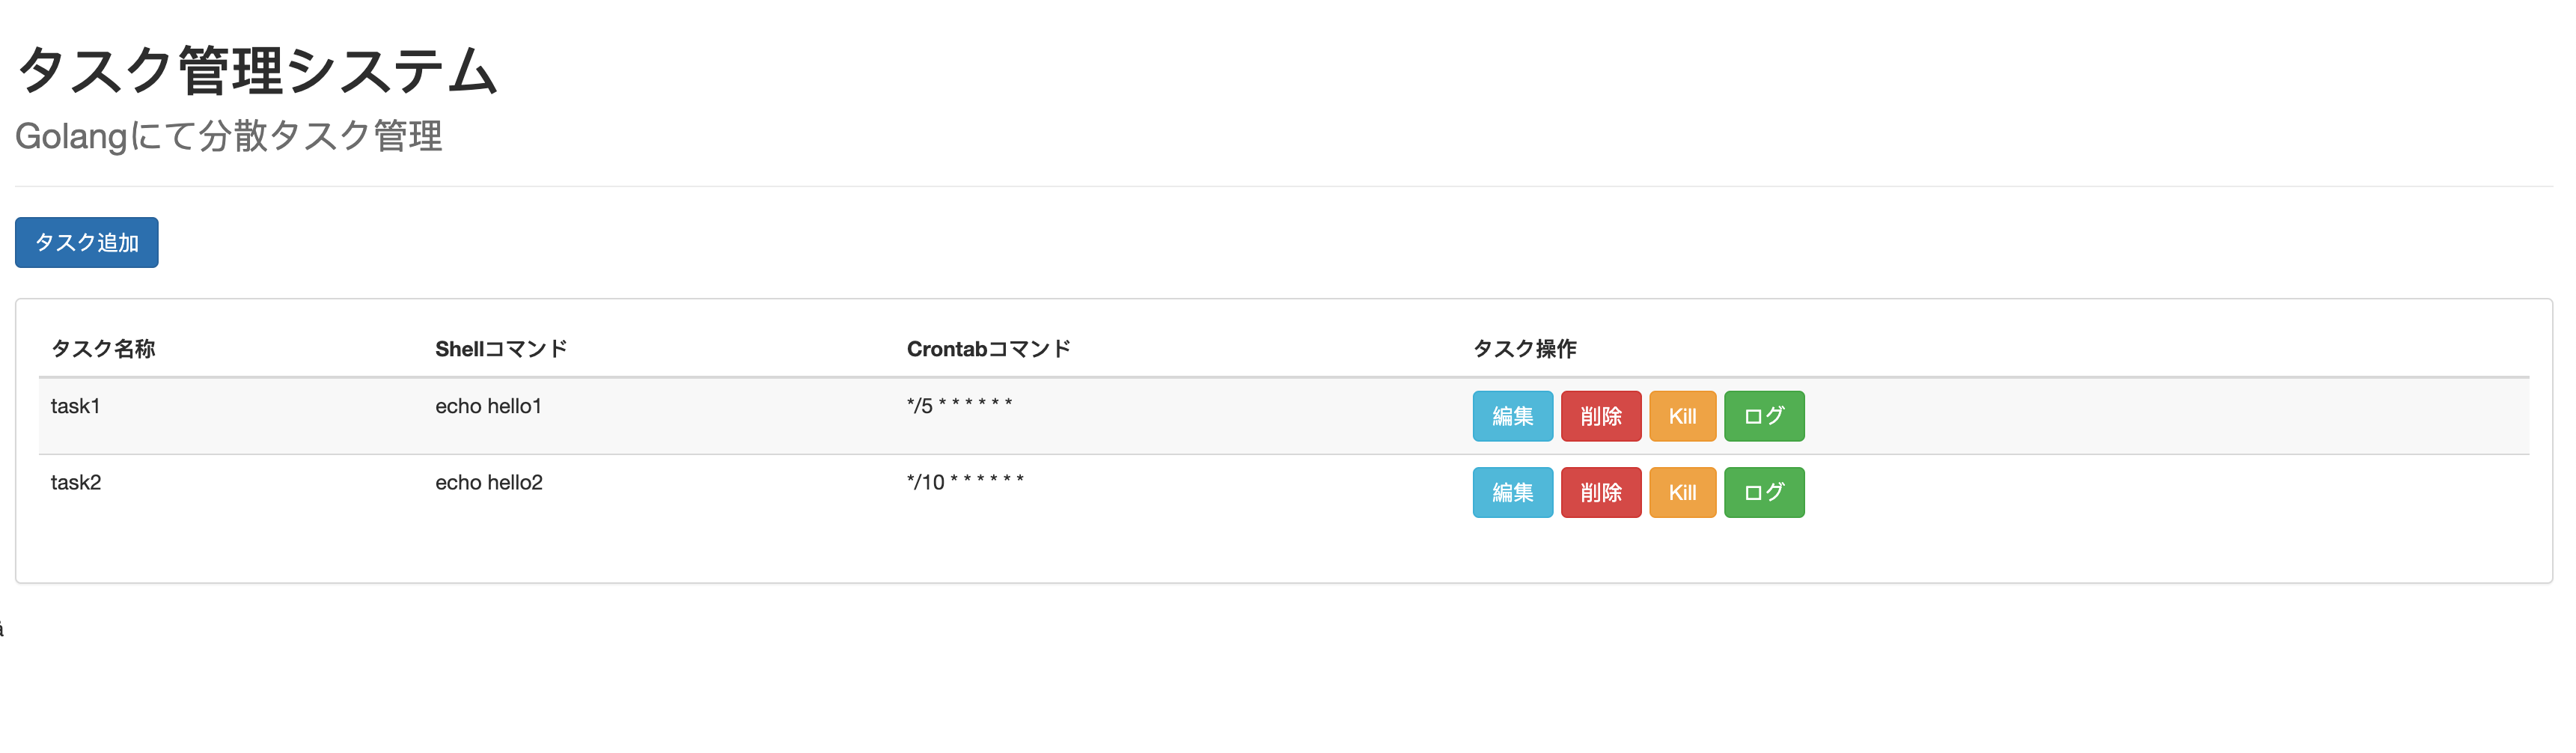 タスク管理システム
Golangにて分散タスク管理
タスク追加
タスク名称 Shellコマンド Crontabコマンド タスク操作
task1 echo hello1 */5 * * * * * * 編集 削除 Kill ログ
task2 echo hello2 */10 * * * * * * 編集 削除 Kill ログ